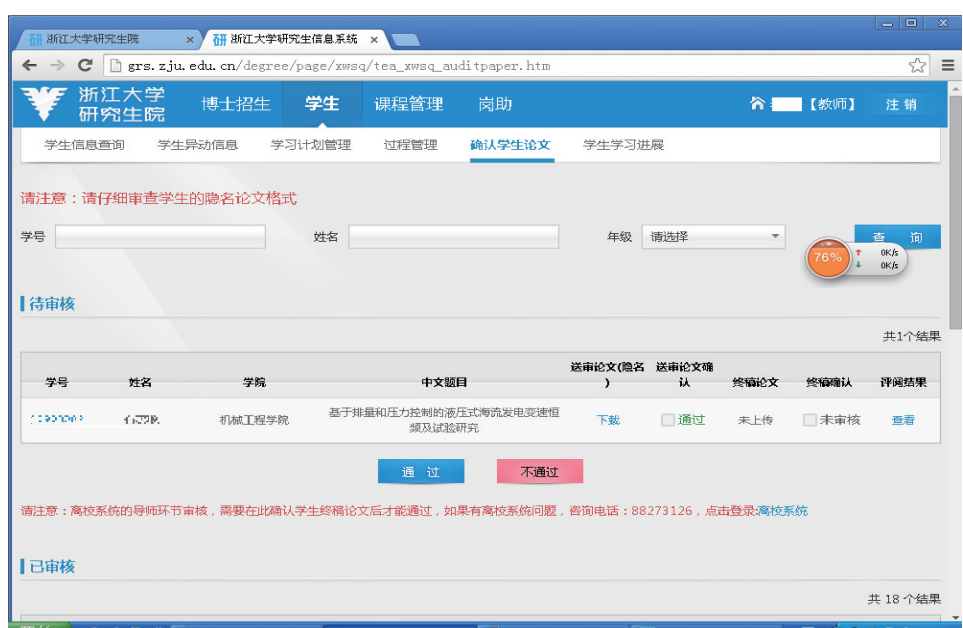 研 浙江大学研究生院 × 研 浙江大学研究生信息系统 ×
grs.zju.edu.cn/degree/page/xwsq/tea_xwsq_auditpaper.htm
浙江大学
研究生院
博士招生 学生 课程管理 岗助 【教师】 注 销
学生信息查询 学生异动信息 学习计划管理 过程管理 确认学生论文 学生学习进展
请注意：请仔细审查学生的隐名论文格式
学号 姓名 年级 请选择 查 询
76% 0K/s
0K/s
待审核
共1个结果
学号 姓名 学院 中文题目 送审论文(隐名) 送审论文确认 终稿论文 终稿确认 评阅结果
机械工程学院 基于排量和压力控制的液压式海流发电变速恒
频及试验研究 下载 通过 未上传 未审核 查看
通 过 不通过
请注意：离校系统的导师环节审核，需要在此确认学生终稿论文后才能通过，如果有离校系统问题，咨询电话：88273126，点击登录:离校系统
已审核
共 18 个结果